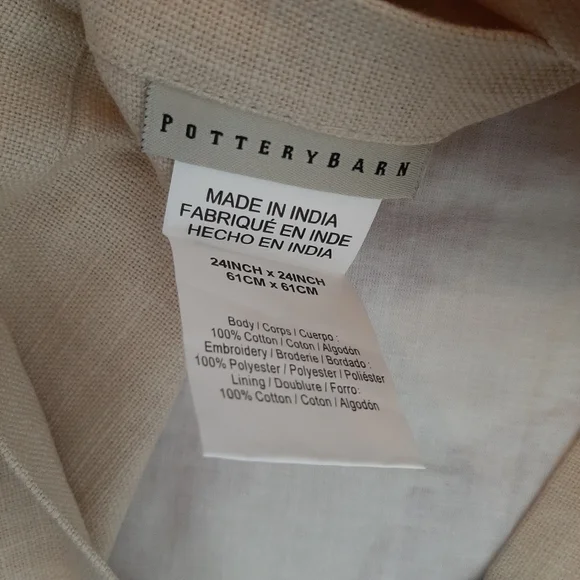 POTTERYBARN
MADE IN INDIA
FABRIQUÉ EN INDE
HECHO EN INDIA
24INCH x 24INCH
61CM x 61CM
Body / Corps / Cuerpo :
100% Cotton / Coton / Algodón
Embroidery / Broderie / Bordado :
100% Polyester / Polyester / Poliéster
Lining / Doublure / Forro:
100% Cotton / Coton / Algodón